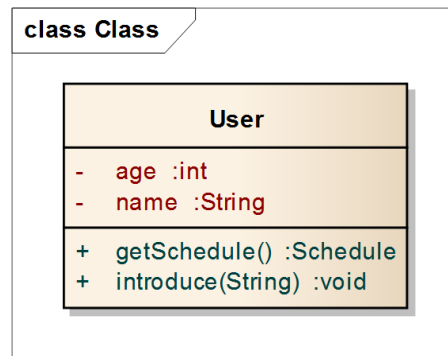 class Class
User
- age :int
- name :String
+ getSchedule() :Schedule
+ introduce(String) :void